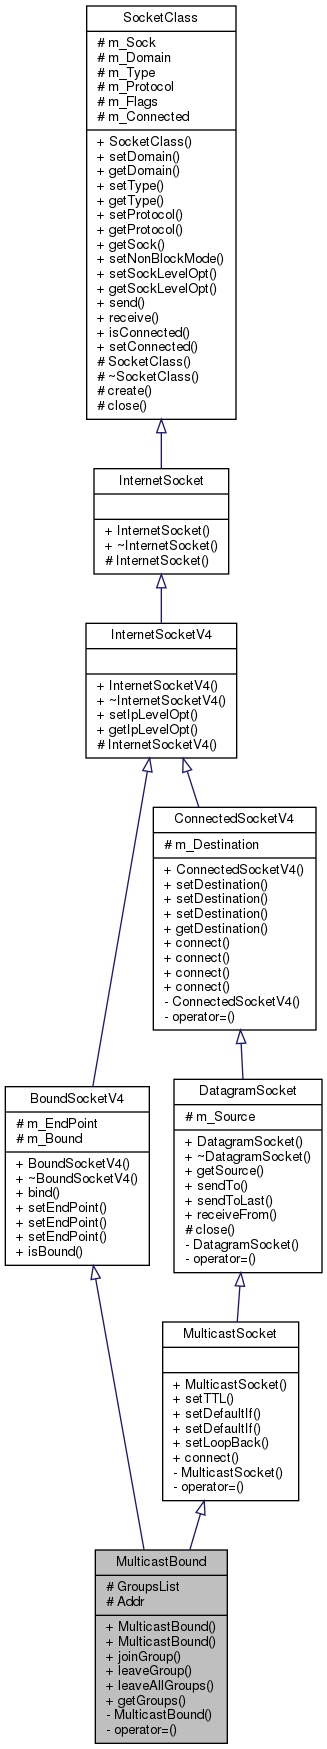 SocketClass
# m_Sock
# m_Domain
# m_Type
# m_Protocol
# m_Flags
# m_Connected
+ SocketClass()
+ setDomain()
+ getDomain()
+ setType()
+ getType()
+ setProtocol()
+ getProtocol()
+ getSock()
+ setNonBlockMode()
+ setSockLevelOpt()
+ getSockLevelOpt()
+ send()
+ receive()
+ isConnected()
+ setConnected()
# SocketClass()
# ~SocketClass()
# create()
# close()
InternetSocket
+ InternetSocket()
+ ~InternetSocket()
# InternetSocket()
InternetSocketV4
+ InternetSocketV4()
+ ~InternetSocketV4()
+ setIpLevelOpt()
+ getIpLevelOpt()
# InternetSocketV4()
ConnectedSocketV4
# m_Destination
+ ConnectedSocketV4()
+ setDestination()
+ setDestination()
+ setDestination()
+ getDestination()
+ connect()
+ connect()
+ connect()
+ connect()
- ConnectedSocketV4()
- operator=()
BoundSocketV4
# m_EndPoint
# m_Bound
+ BoundSocketV4()
+ ~BoundSocketV4()
+ bind()
+ setEndPoint()
+ setEndPoint()
+ setEndPoint()
+ isBound()
DatagramSocket
# m_Source
+ DatagramSocket()
+ ~DatagramSocket()
+ getSource()
+ sendTo()
+ sendToLast()
+ receiveFrom()
# close()
- DatagramSocket()
- operator=()
MulticastSocket
+ MulticastSocket()
+ setTTL()
+ setDefaultIf()
+ setDefaultIf()
+ setLoopBack()
+ connect()
- MulticastSocket()
- operator=()
MulticastBound
# GroupsList
# Addr
+ MulticastBound()
+ MulticastBound()
+ joinGroup()
+ leaveGroup()
+ leaveAllGroups()
+ getGroups()
- MulticastBound()
- operator=()